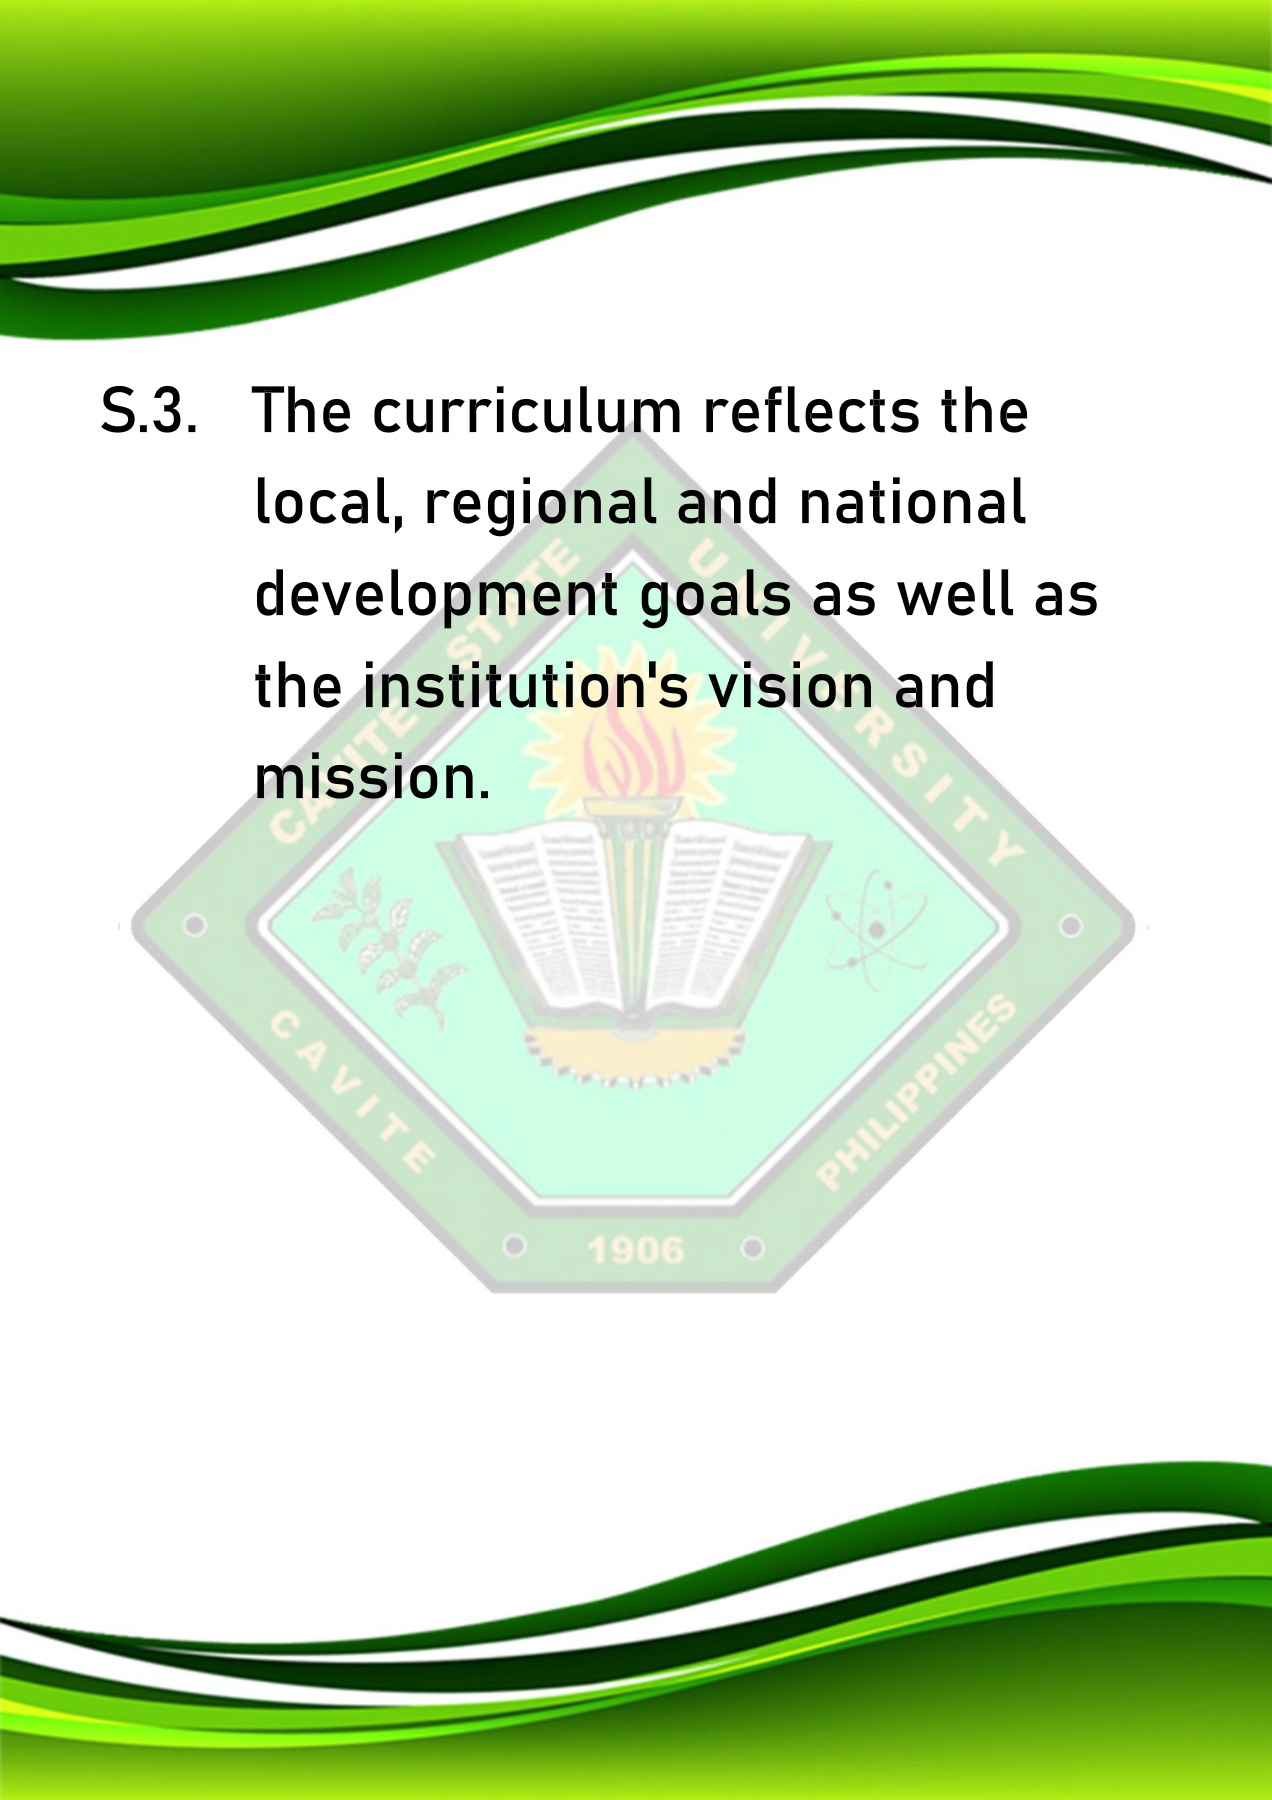 S.3. The curriculum reflects the
local, regional and national
development goals as well as
the institution's vision and
mission.
CAVITE STATE UNIVERSITY
CAVITE
PHILIPPINES
1906